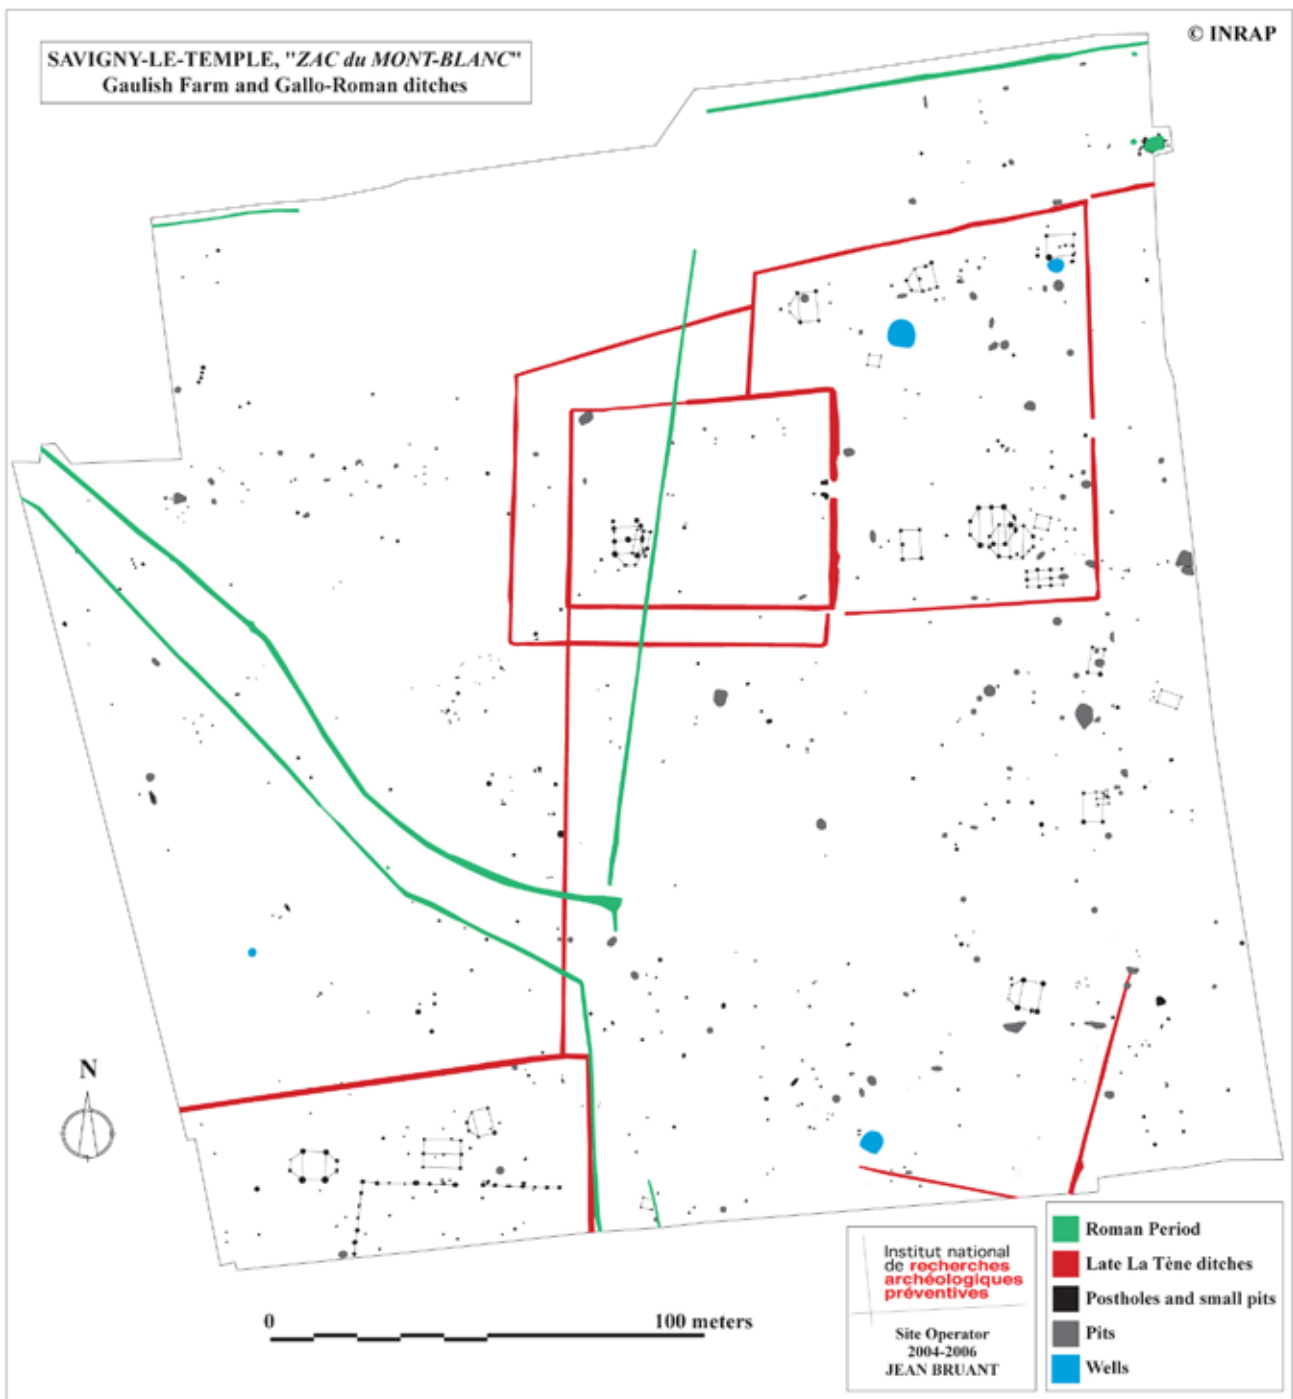 © INRAP
SAVIGNY-LE-TEMPLE, "ZAC du MONT-BLANC"
Gaulish Farm and Gallo-Roman ditches
N
0
100 meters
Institut national
de recherches
archéologiques
préventives
Site Operator
2004-2006
JEAN BRUANT
Roman Period
Late La Tène ditches
Postholes and small pits
Pits
Wells